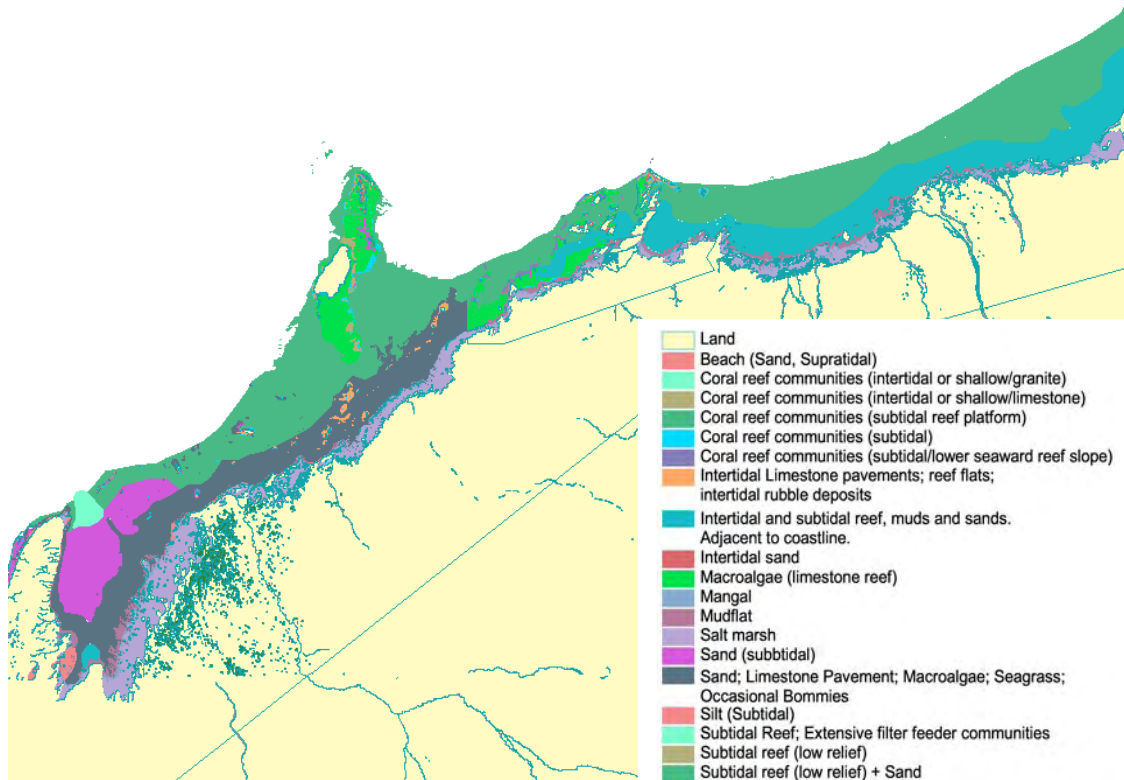 Land
Beach (Sand, Supratidal)
Coral reef communities (intertidal or shallow/granite)
Coral reef communities (intertidal or shallow/limestone)
Coral reef communities (subtidal reef platform)
Coral reef communities (subtidal)
Coral reef communities (subtidal/lower seaward reef slope)
Intertidal Limestone pavements; reef flats;
intertidal rubble deposits
Intertidal and subtidal reef, muds and sands.
Adjacent to coastline.
Intertidal sand
Macroalgae (limestone reef)
Mangal
Mudflat
Salt marsh
Sand (subbtidal)
Sand; Limestone Pavement; Macroalgae; Seagrass;
Occasional Bommies
Silt (Subtidal)
Subtidal Reef; Extensive filter feeder communities
Subtidal reef (low relief)
Subtidal reef (low relief) + Sand